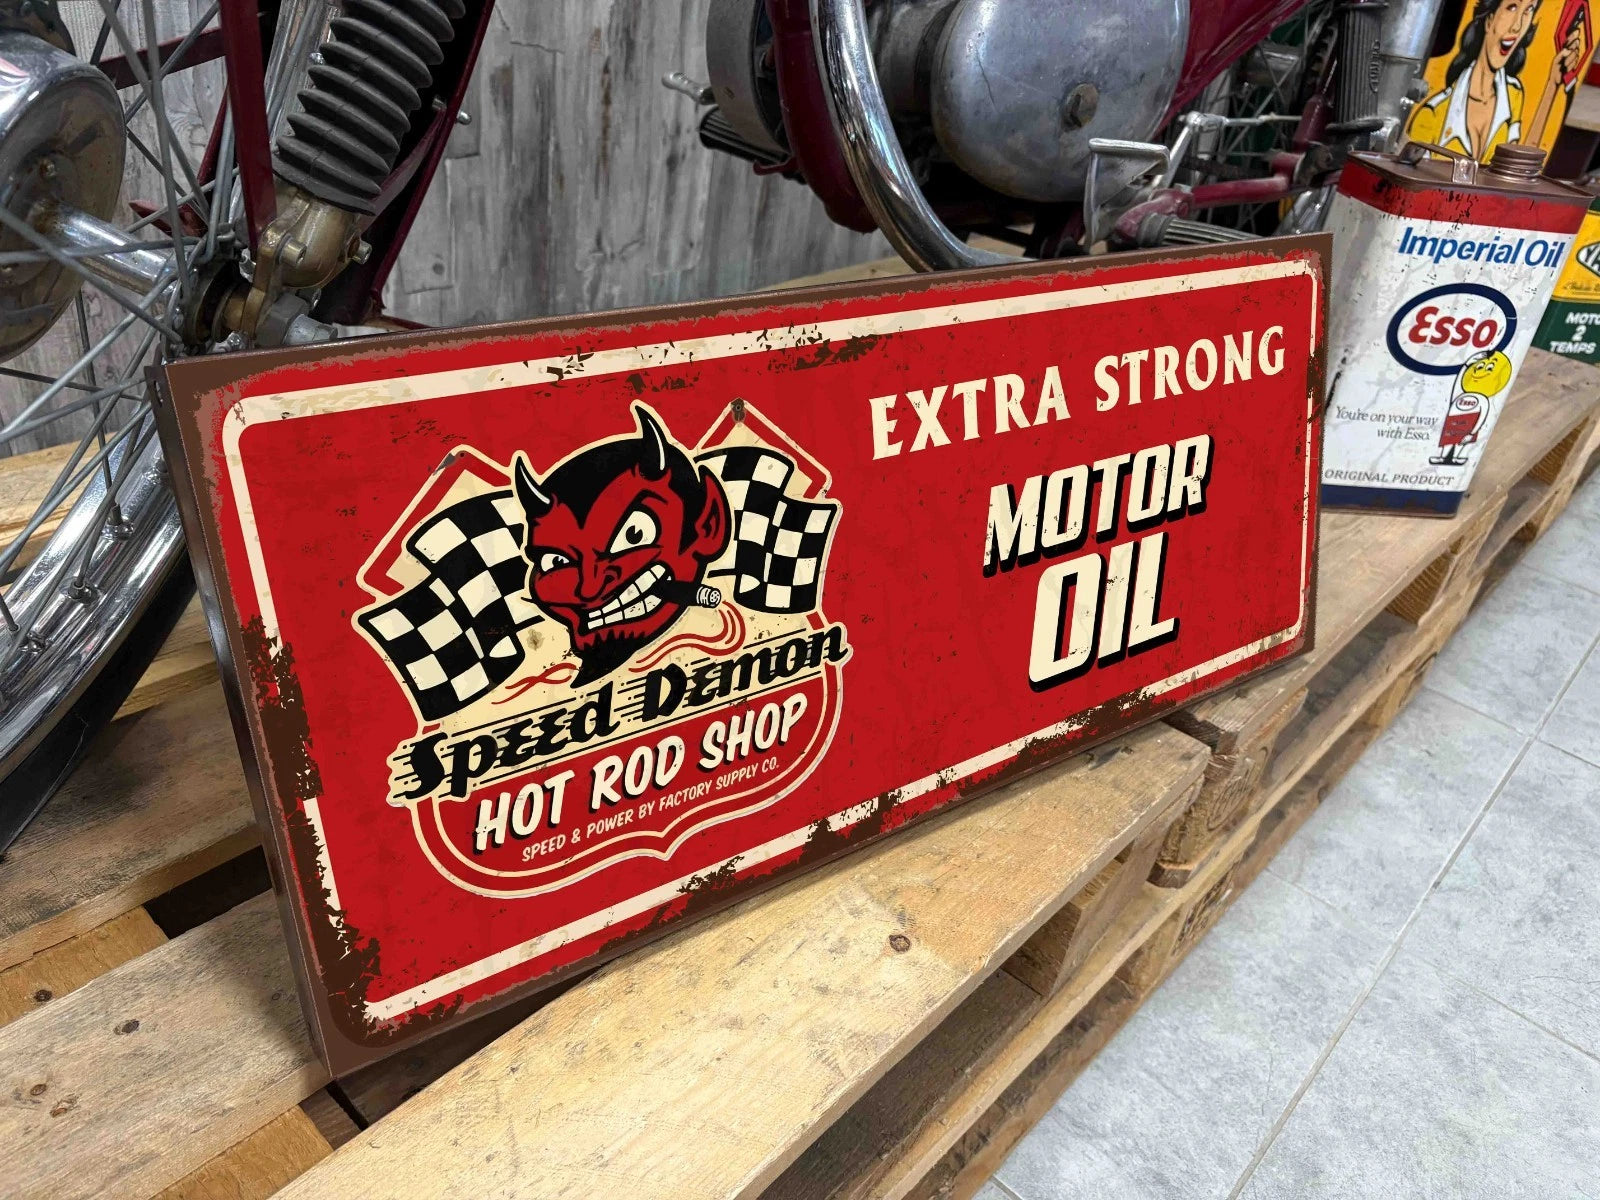 EXTRA STRONG
MOTOR
OIL
Speed Demon
HOT ROD SHOP
SPEED & POWER BY FACTORY SUPPLY CO.
Imperial Oil
Esso
Esso
You're on your way
with Esso.
ORIGINAL PRODUCT
MOTO
2
TEMPS